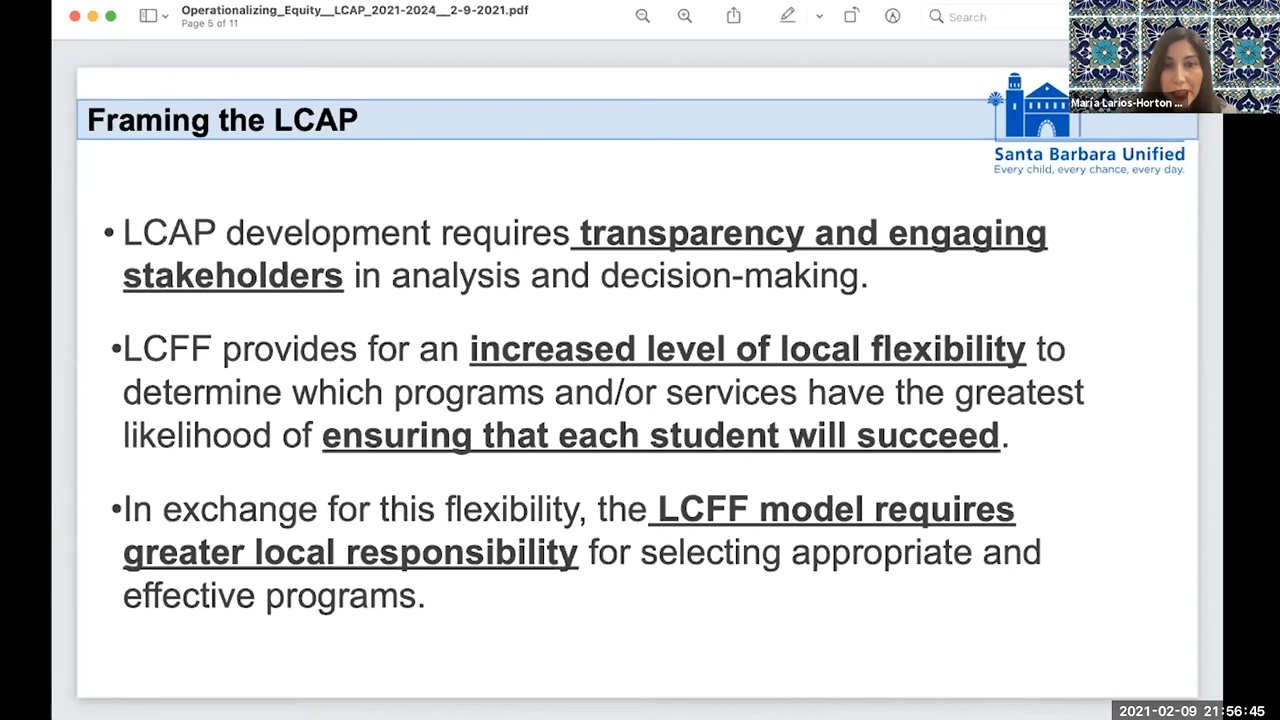 Operationalizing_Equity__LCAP_2021-2024__2-9-2021.pdf
Page 5 of 11
Search
María Larios-Horton ...
Framing the LCAP
Santa Barbara Unified
Every child, every chance, every day.
• LCAP development requires transparency and engaging
stakeholders in analysis and decision-making.
•LCFF provides for an increased level of local flexibility to
determine which programs and/or services have the greatest
likelihood of ensuring that each student will succeed.
•In exchange for this flexibility, the LCFF model requires
greater local responsibility for selecting appropriate and
effective programs.
2021-02-09 21:56:45